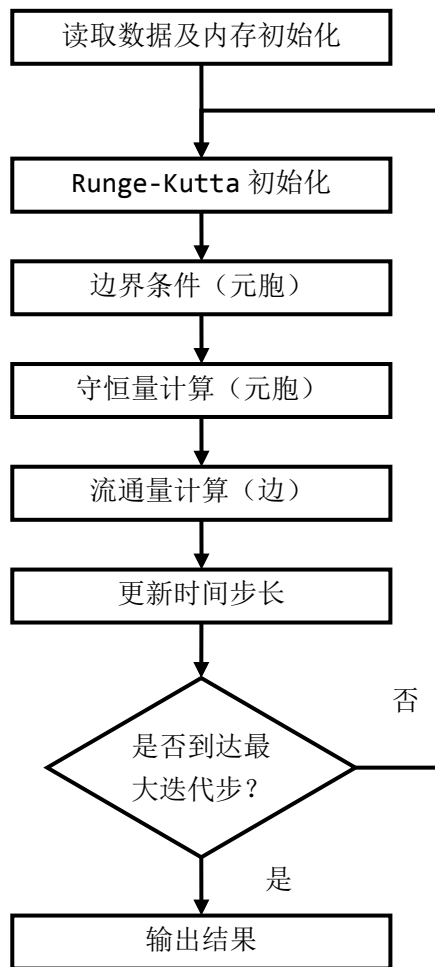 读取数据及内存初始化
Runge-Kutta 初始化
边界条件（元胞）
守恒量计算（元胞）
流通量计算（边）
更新时间步长
是否到达最
大迭代步？
否
是
输出结果